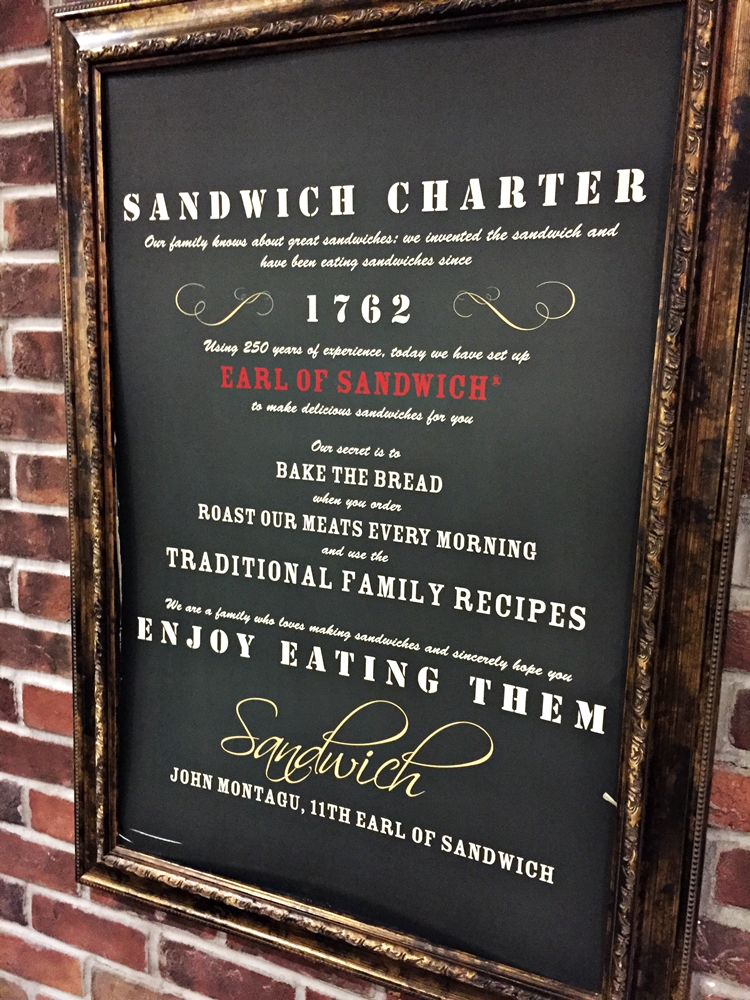 SANDWICH CHARTER
Our family knows about great sandwiches: we invented the sandwich and
have been eating sandwiches since
1762
Using 250 years of experience, today we have set up
EARL OF SANDWICH*
to make delicious sandwiches for you
Our secret is to
BAKE THE BREAD
when you order
ROAST OUR MEATS EVERY MORNING
and use the
TRADITIONAL FAMILY RECIPES
We are a family who loves making sandwiches and sincerely hope you
ENJOY EATING THEM
Sandwich
JOHN MONTAGU, 11TH EARL OF SANDWICH